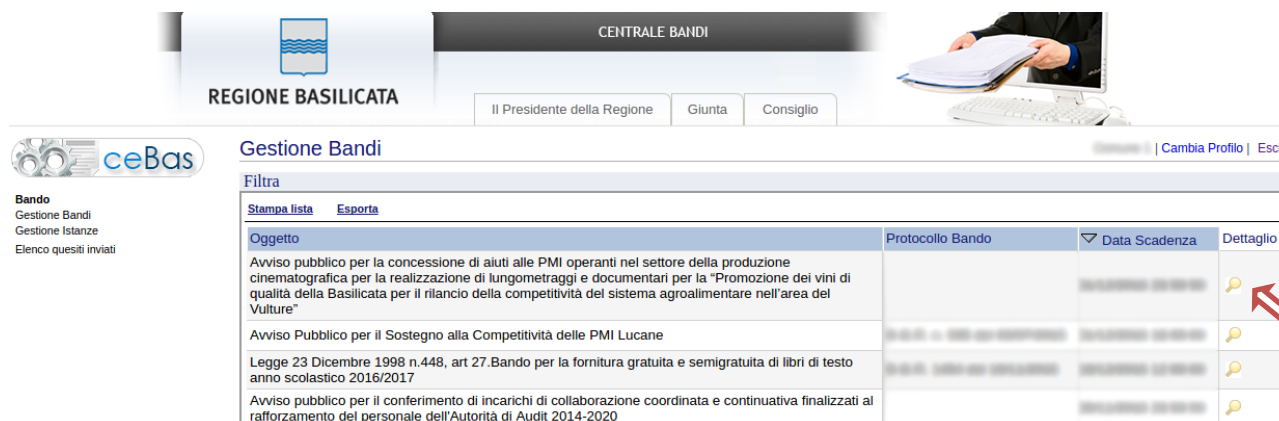 CENTRALE BANDI
REGIONE BASILICATA
Il Presidente della Regione
Giunta
Consiglio
ceBas
Gestione Bandi
| Cambia Profilo |
Filtra
Bando
Gestione Bandi
Gestione Istanze
Elenco quesiti inviati
Stampa lista Esporta
Oggetto Protocollo Bando Data Scadenza Dettaglio
Avviso pubblico per la concessione di aiuti alle PMI operanti nel settore della produzione
cinematografica per la realizzazione di lungometraggi e documentari per la “Promozione dei vini di
qualità della Basilicata per il rilancio della competitività del sistema agroalimentare nell'area del
Vulture”
Avviso Pubblico per il Sostegno alla Competitività delle PMI Lucane
Legge 23 Dicembre 1998 n.448, art 27.Bando per la fornitura gratuita e semigratuita di libri di testo
anno scolastico 2016/2017
Avviso pubblico per il conferimento di incarichi di collaborazione coordinata e continuativa finalizzati al
rafforzamento del personale dell'Autorità di Audit 2014-2020